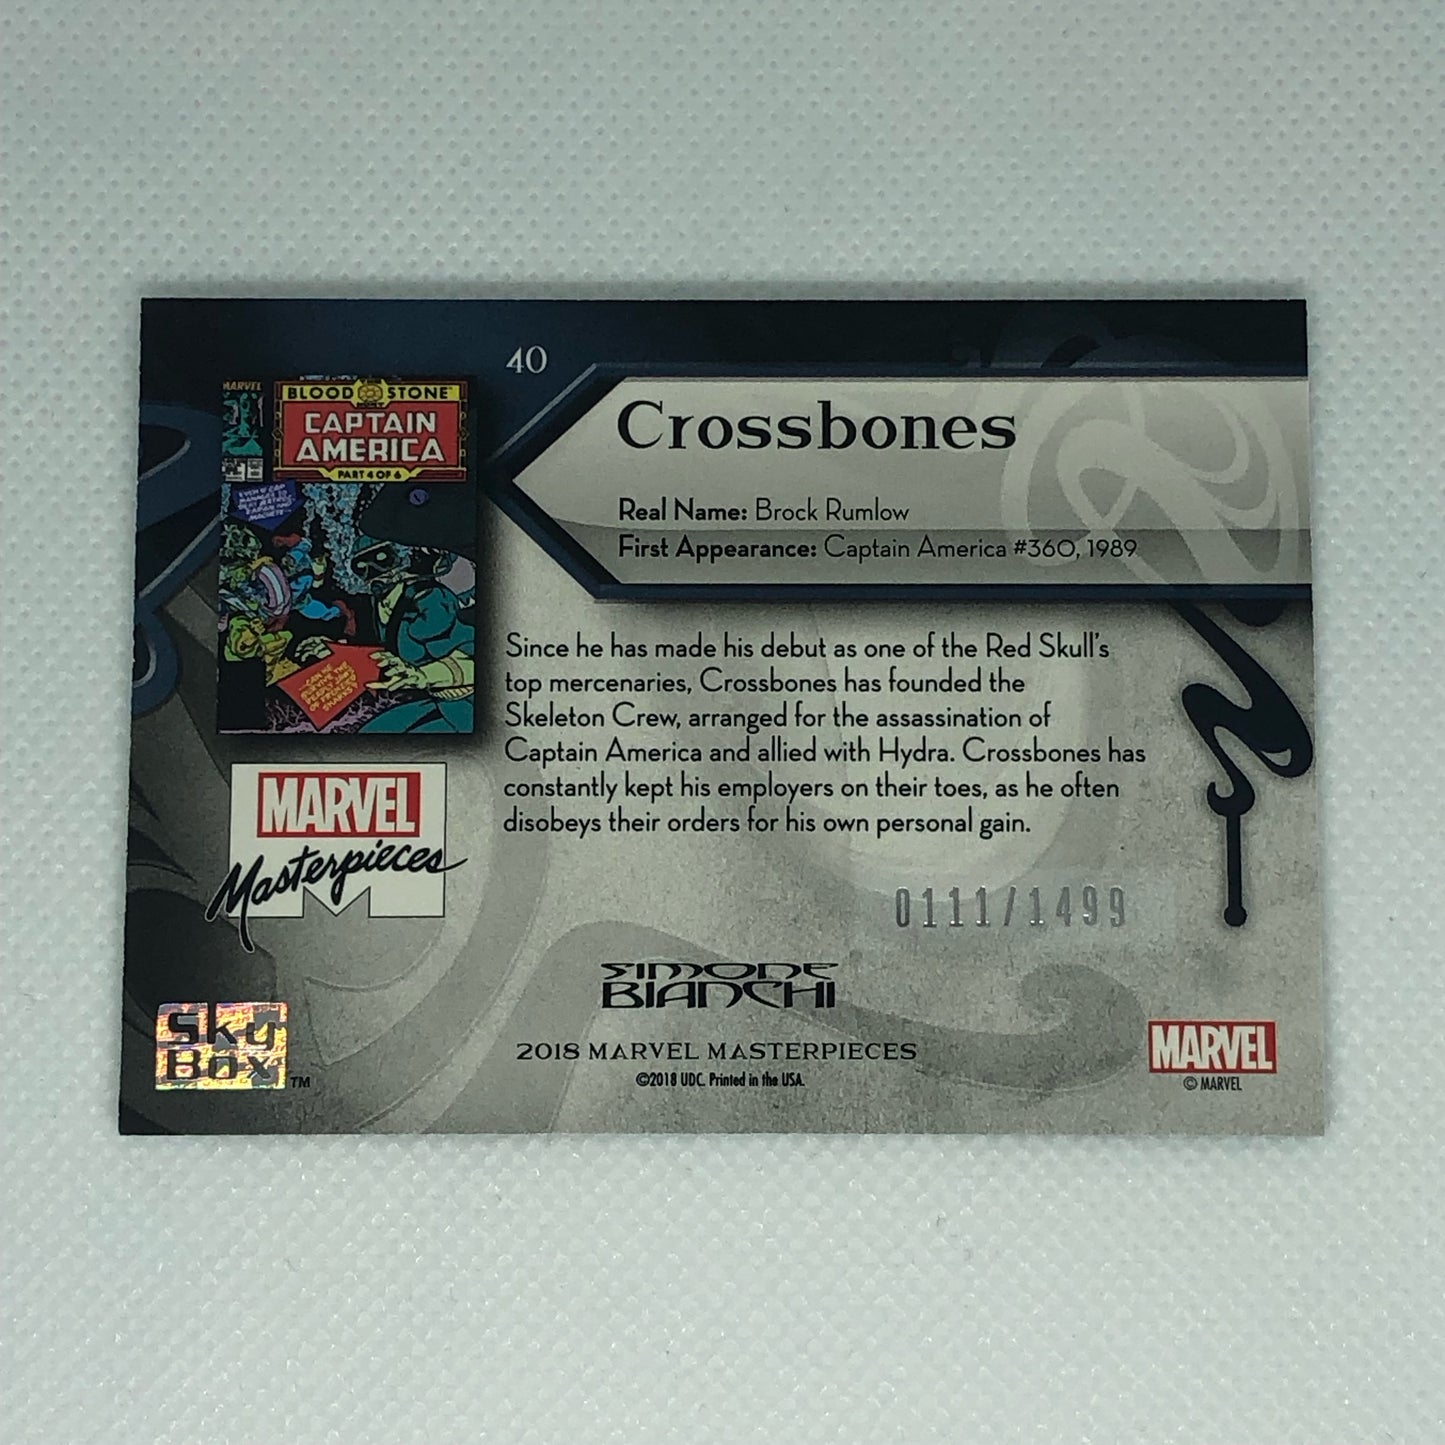 40
MARVEL
BLOOD STONE
CAPTAIN
AMERICA
PART 4 OF 6
Crossbones
Real Name: Brock Rumlow
First Appearance: Captain America #360, 1989
Since he has made his debut as one of the Red Skull's
top mercenaries, Crossbones has founded the
Skeleton Crew, arranged for the assassination of
Captain America and allied with Hydra. Crossbones has
constantly kept his employers on their toes, as he often
disobeys their orders for his own personal gain.
MARVEL
Masterpieces
0111/1499
SIMONE
BIANCHI
SkyBox
™
2018 MARVEL MASTERPIECES
©2018 UDC. Printed in the USA.
MARVEL
© MARVEL